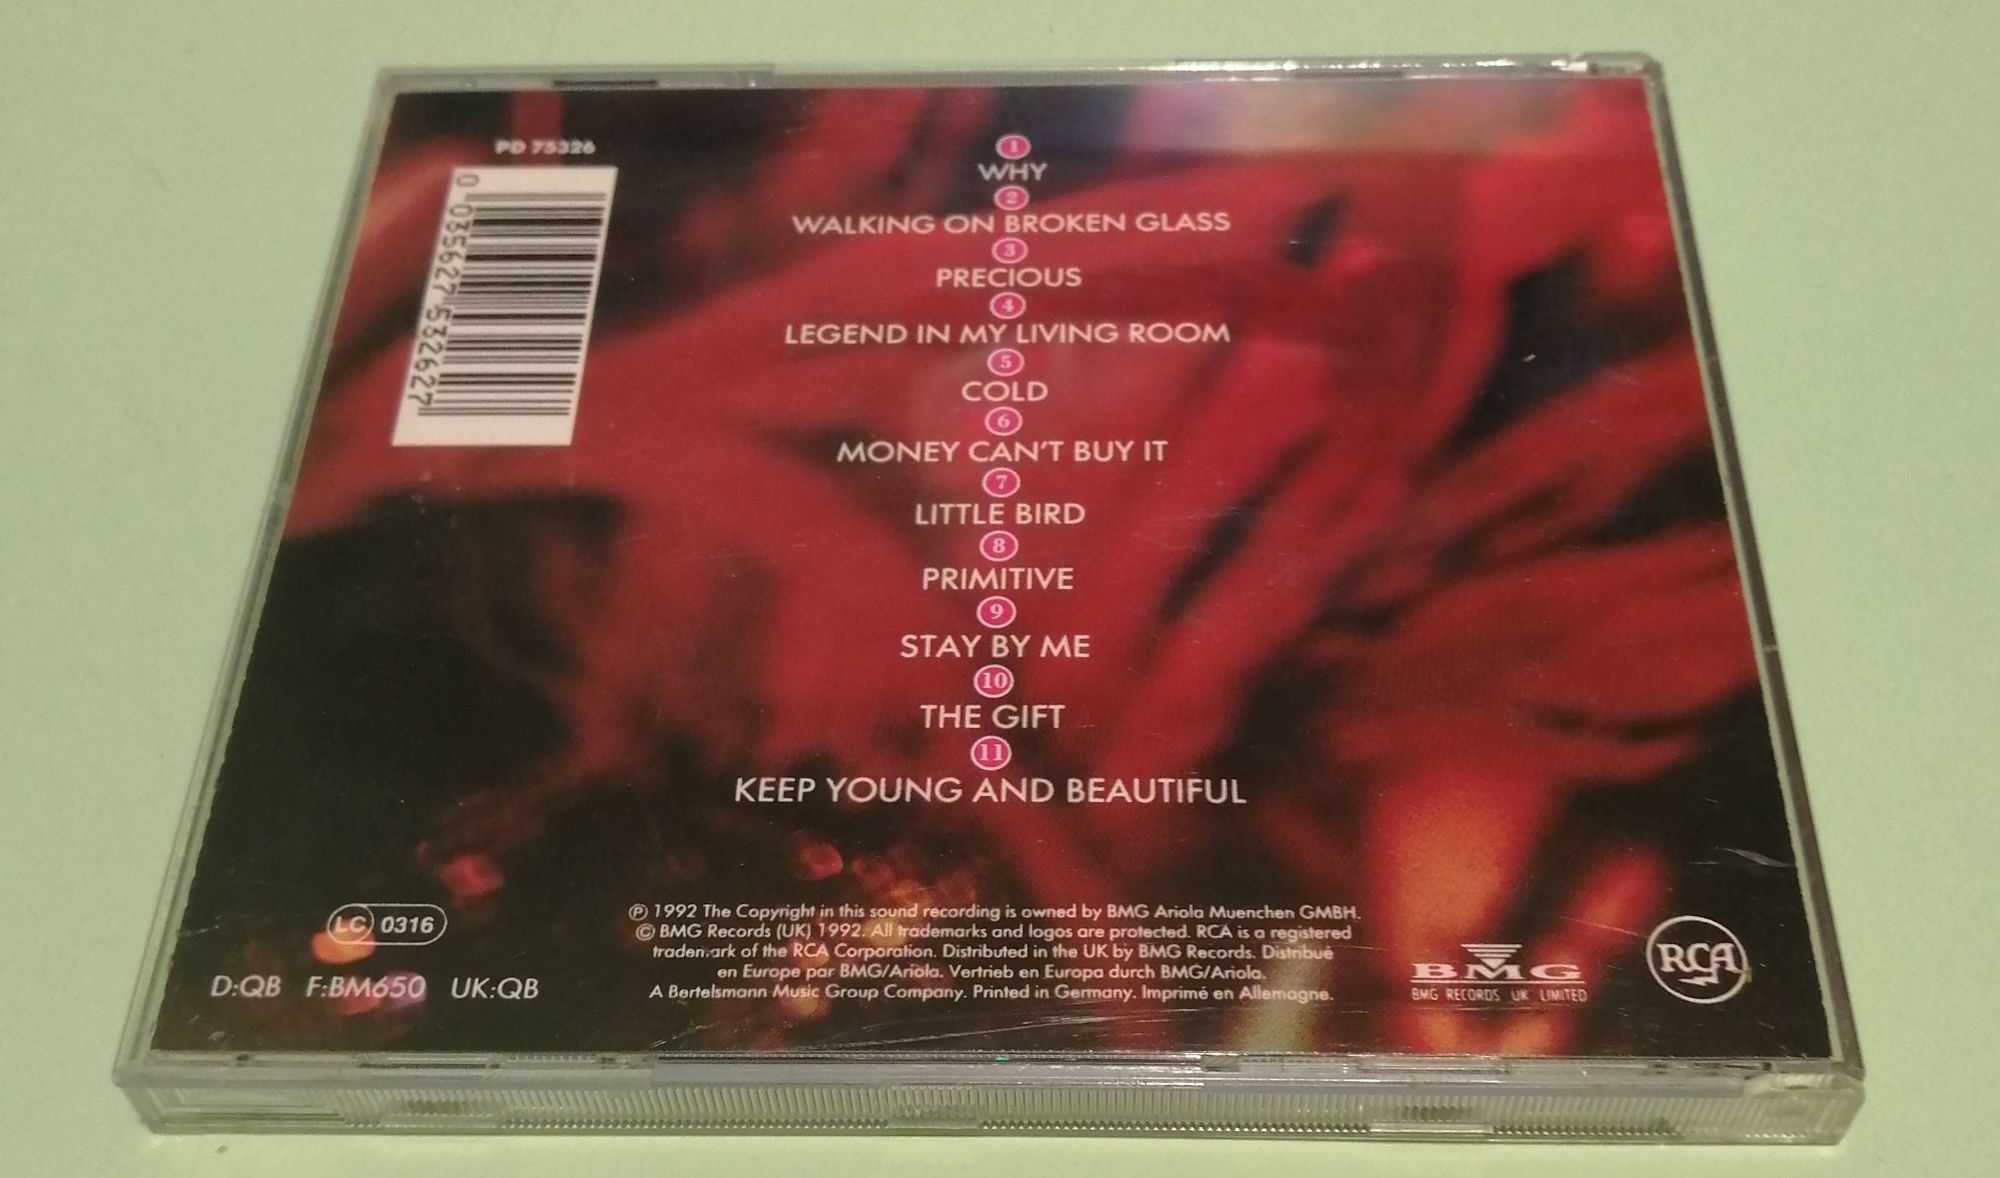 PD 75326
0 035627 532627
1
WHY
2
WALKING ON BROKEN GLASS
3
PRECIOUS
4
LEGEND IN MY LIVING ROOM
5
COLD
6
MONEY CAN'T BUY IT
7
LITTLE BIRD
8
PRIMITIVE
9
STAY BY ME
10
THE GIFT
11
KEEP YOUNG AND BEAUTIFUL
LC 0316
D:QB F:BM650 UK:QB
℗ 1992 The Copyright in this sound recording is owned by BMG Ariola Muenchen GMBH.
© BMG Records (UK) 1992. All trademarks and logos are protected. RCA is a registered
trademark of the RCA Corporation. Distributed in the UK by BMG Records. Distribué
en Europe par BMG/Ariola. Vertrieb en Europa durch BMG/Ariola.
A Bertelsmann Music Group Company. Printed in Germany. Imprimé en Allemagne.
BMG
BMG RECORDS UK LIMITED
RCA